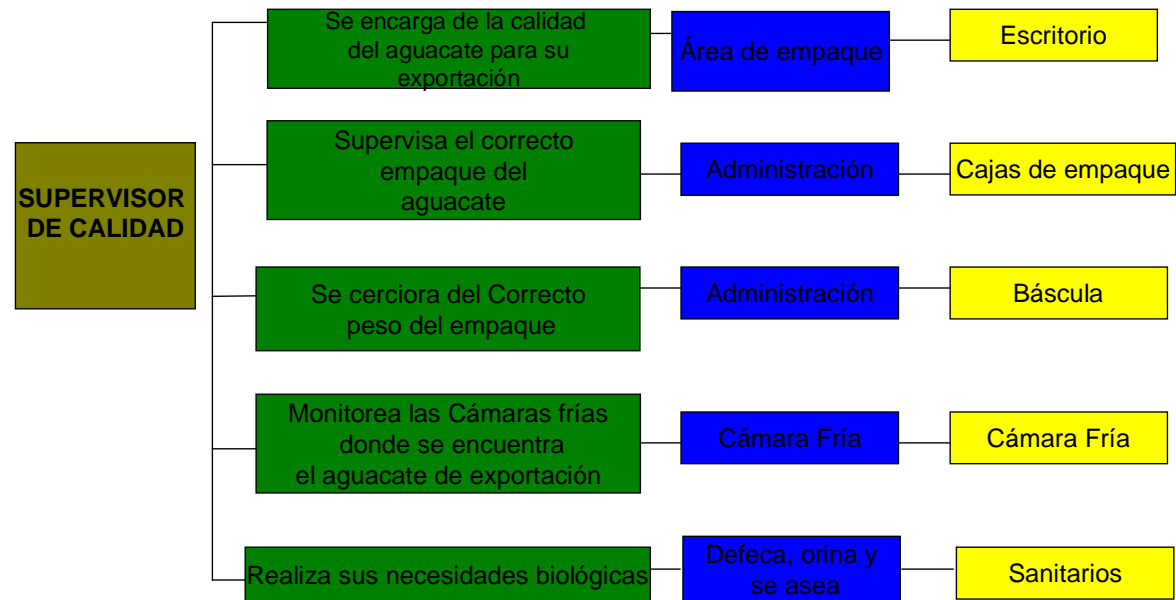 SUPERVISOR
DE CALIDAD
Se encarga de la calidad
del aguacate para su
exportación
Área de empaque
Escritorio
Supervisa el correcto
empaque del
aguacate
Administración
Cajas de empaque
Se cerciora del Correcto
peso del empaque
Administración
Báscula
Monitorea las Cámaras frías
donde se encuentra
el aguacate de exportación
Cámara Fría
Cámara Fría
Realiza sus necesidades biológicas
Defeca, orina y
se asea
Sanitarios